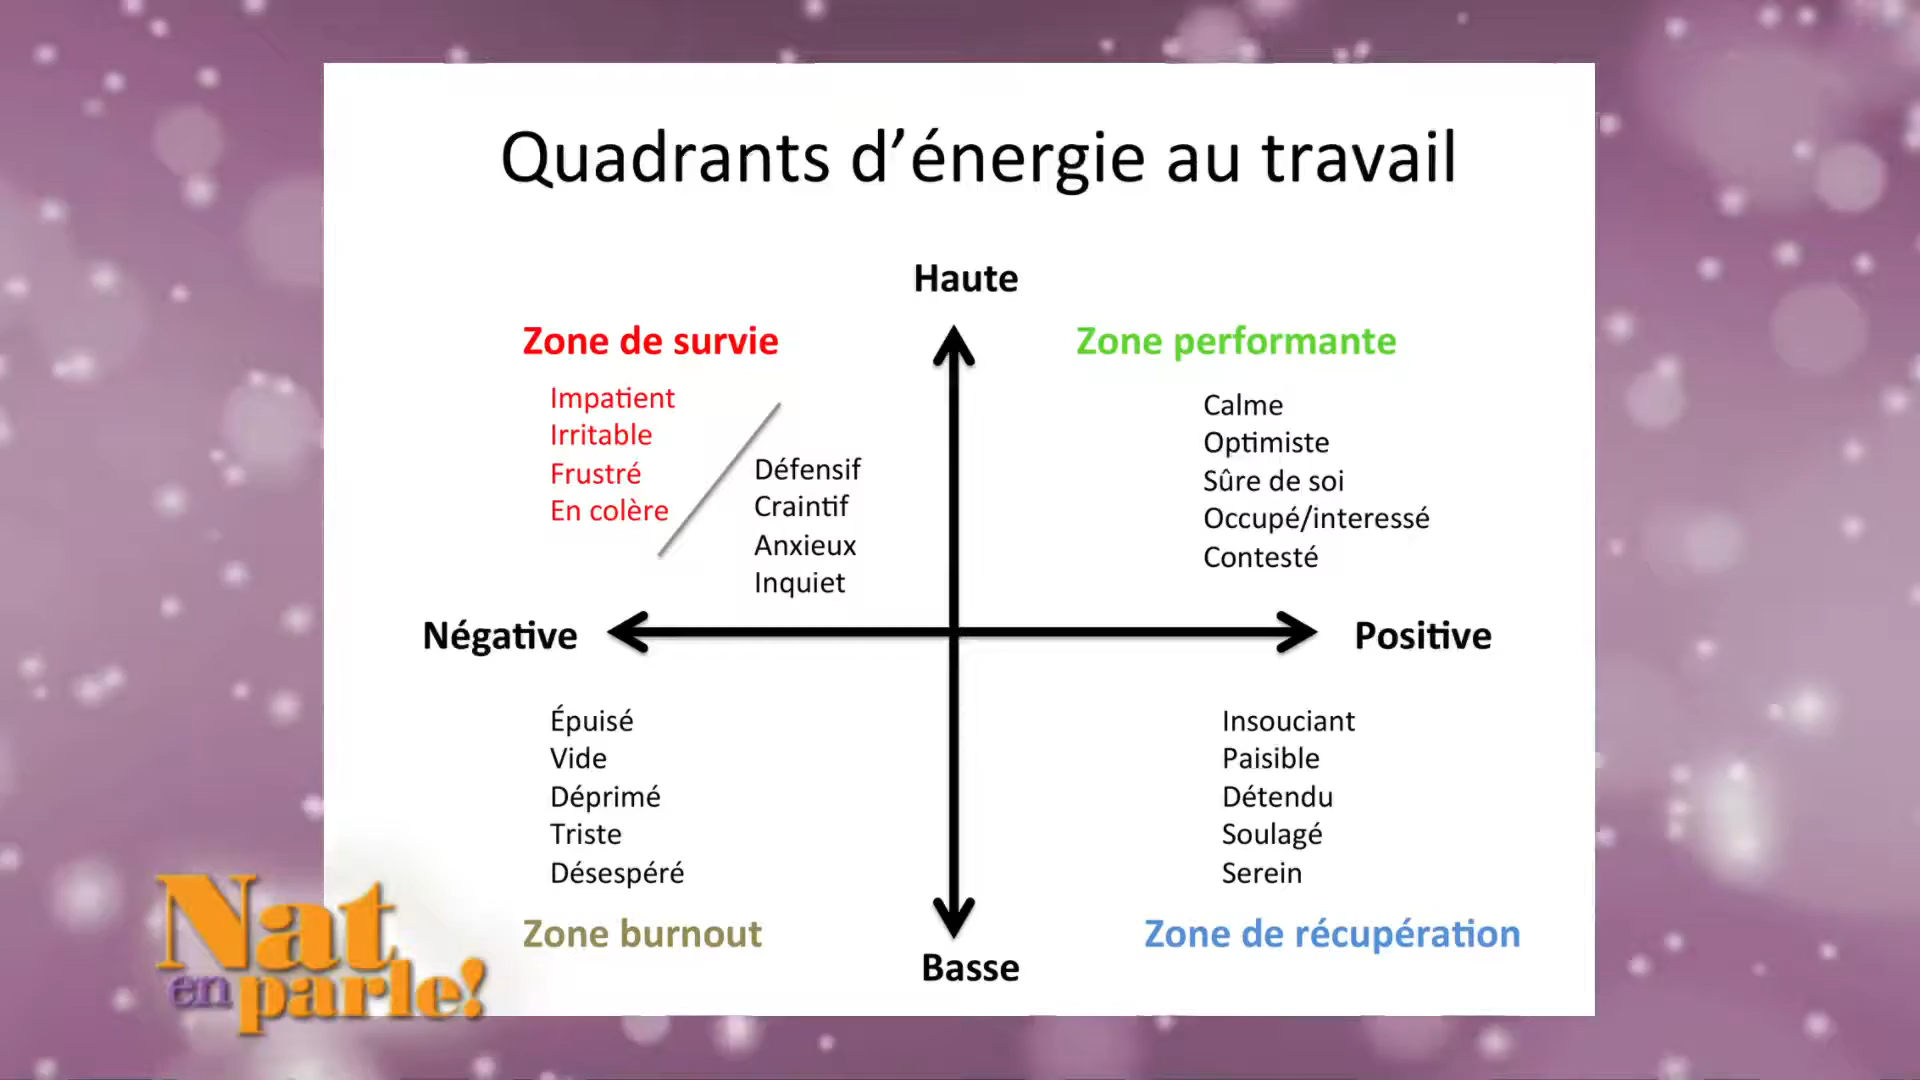 Quadrants d’énergie au travail
Haute
Zone de survie
Impatient
Irritable
Frustré
En colère
Défensif
Craintif
Anxieux
Inquiet
Zone performante
Calme
Optimiste
Sûre de soi
Occupé/interessé
Contesté
Négative
Positive
Épuisé
Vide
Déprimé
Triste
Désespéré
Zone burnout
Insouciant
Paisible
Détendu
Soulagé
Serein
Zone de récupération
Basse
Nat
en parle!